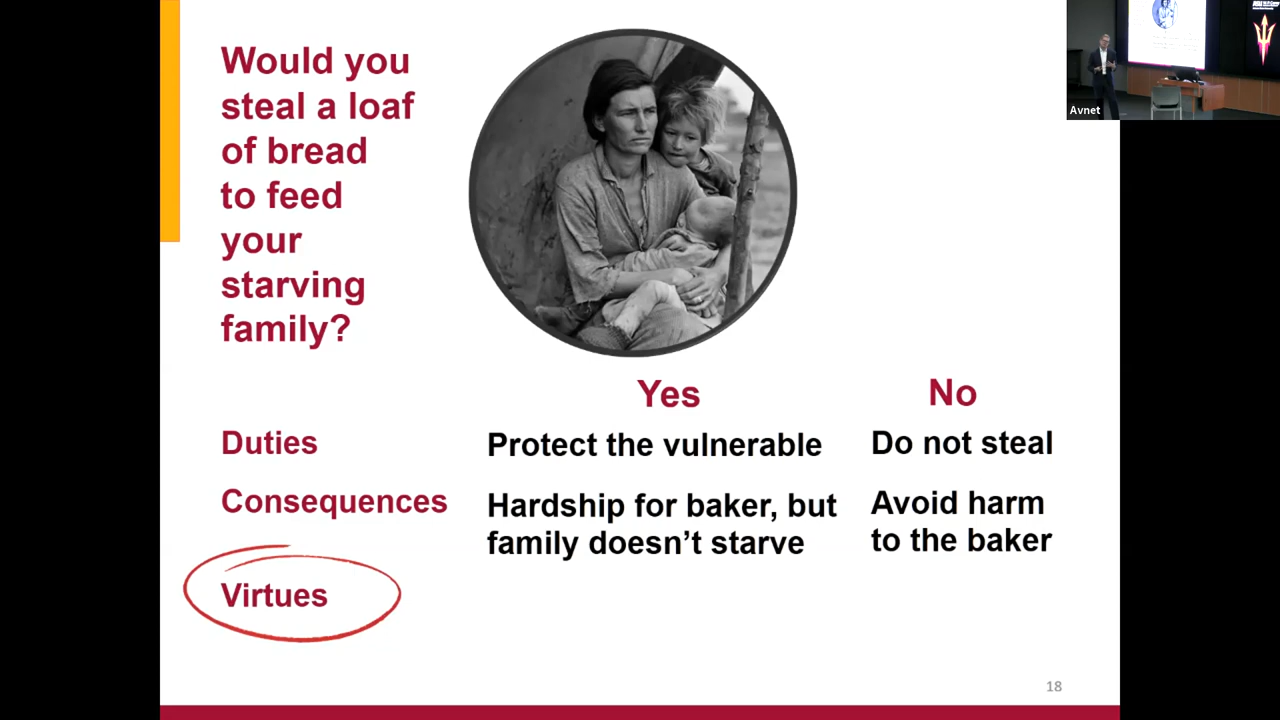 Would you
steal a loaf
of bread
to feed
your
starving
family?
Yes
No
Duties
Protect the vulnerable
Do not steal
Consequences
Hardship for baker, but
family doesn’t starve
Avoid harm
to the baker
Virtues
18
Avnet